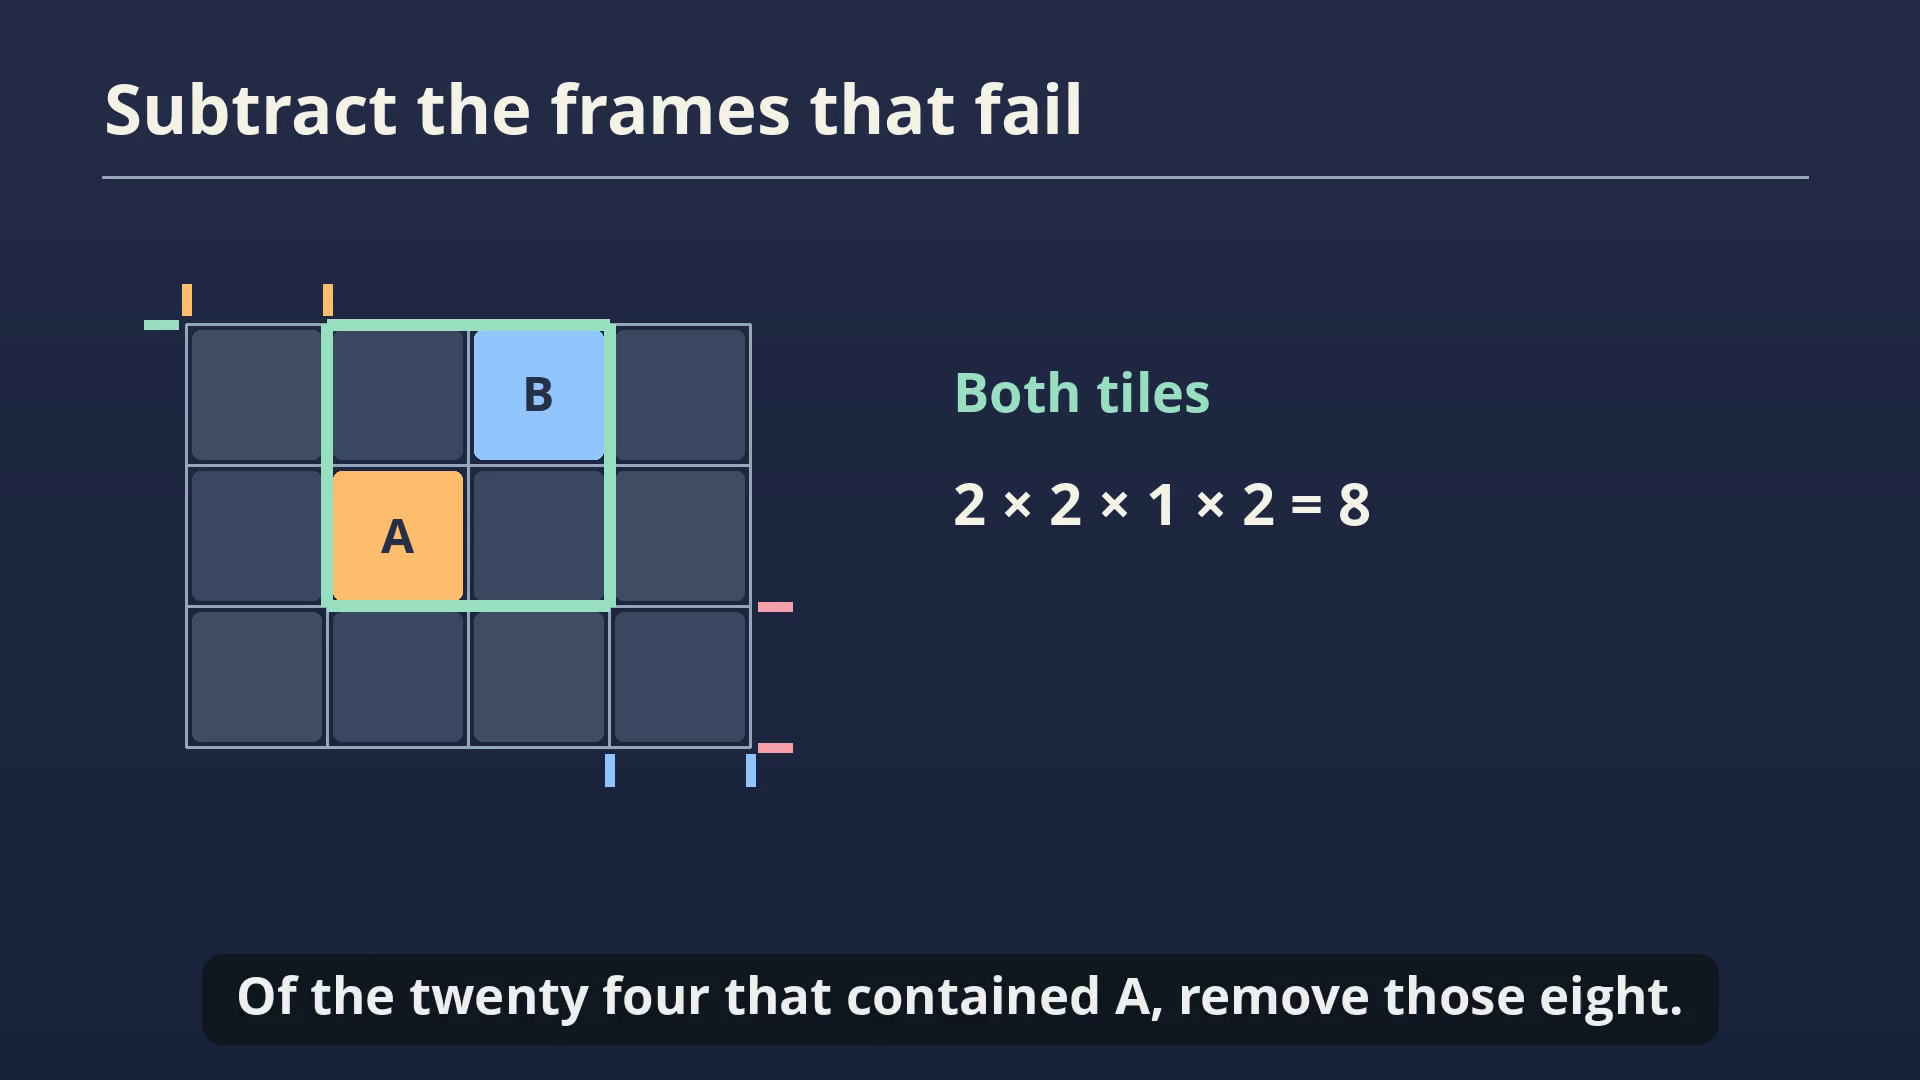 Subtract the frames that fail
B
A
Both tiles
2 × 2 × 1 × 2 = 8
Of the twenty four that contained A, remove those eight.